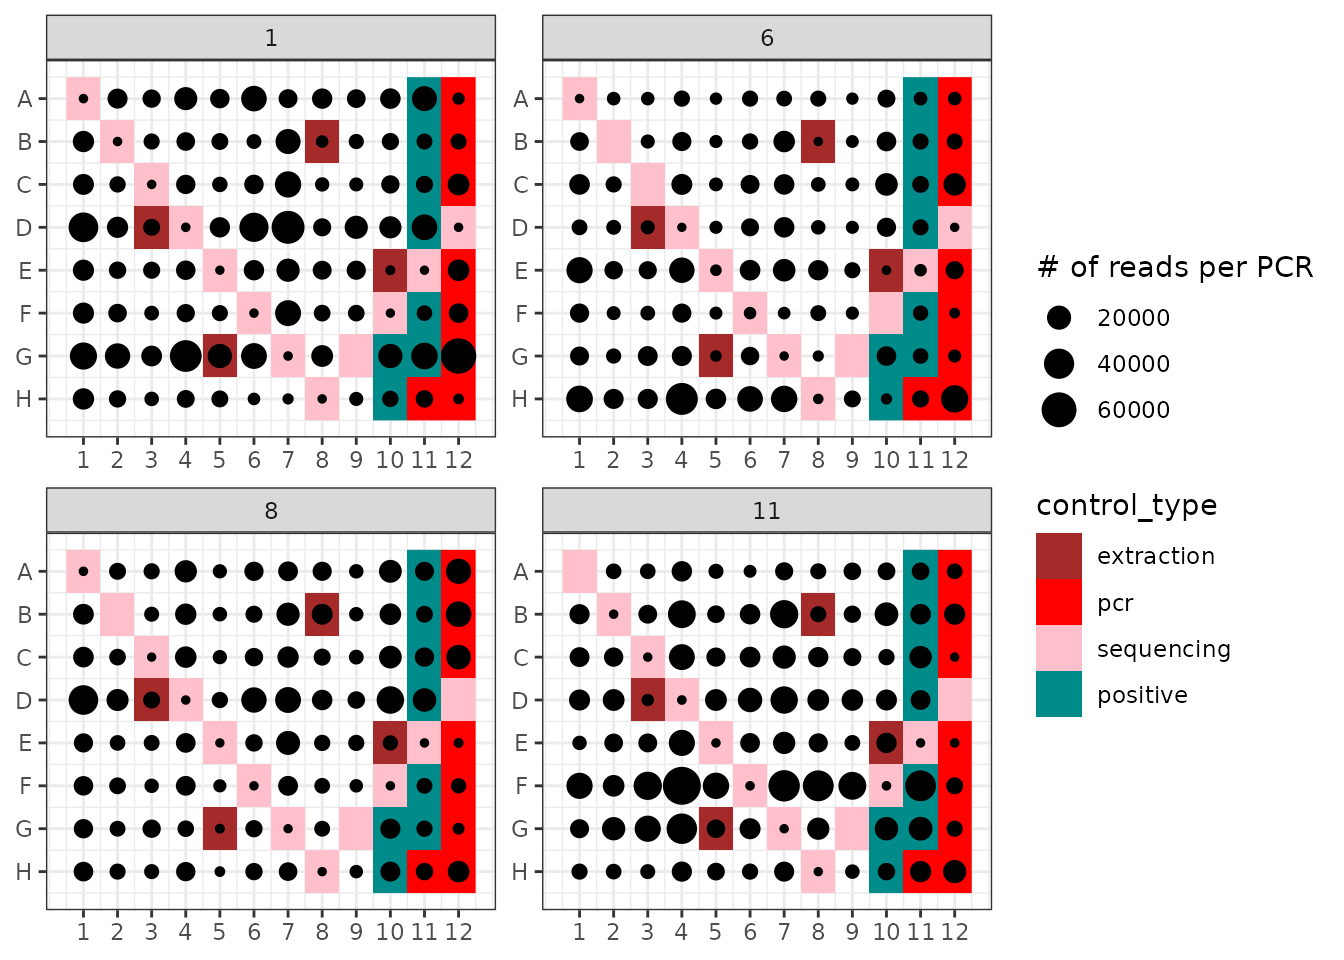 1
6
A
B
C
D
E
F
G
H
1 2 3 4 5 6 7 8 9 10 11 12
A
B
C
D
E
F
G
H
1 2 3 4 5 6 7 8 9 10 11 12
8
11
A
B
C
D
E
F
G
H
1 2 3 4 5 6 7 8 9 10 11 12
A
B
C
D
E
F
G
H
1 2 3 4 5 6 7 8 9 10 11 12
# of reads per PCR
20000
40000
60000
control_type
extraction
pcr
sequencing
positive